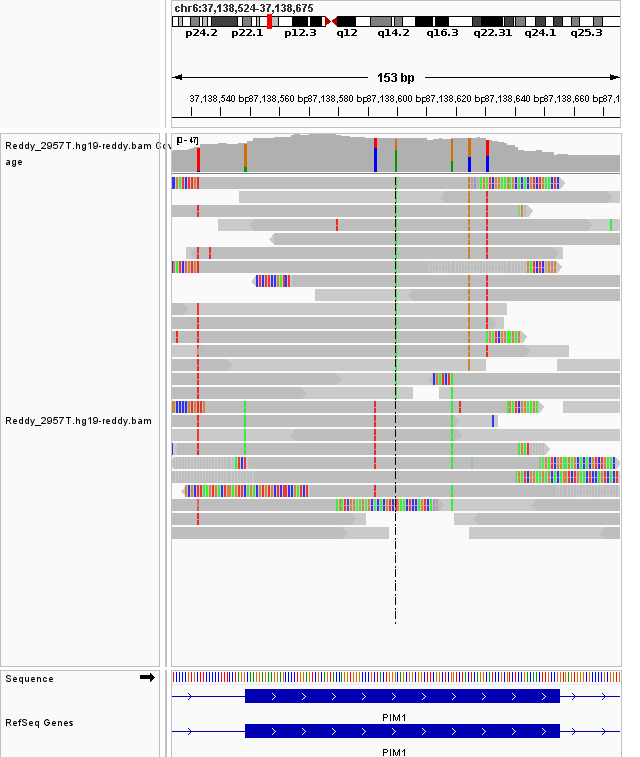 chr6:37,138,524-37,138,675
p24.2 p22.1 p12.3 q12 q14.2 q16.3 q22.31 q24.1 q25.3
153 bp
37,138,540 bp 37,138,560 bp 37,138,580 bp 37,138,600 bp 37,138,620 bp 37,138,640 bp 37,138,660 bp 37,1
Reddy_2957T.hg19-reddy.bam Cov
age
[0 - 47]
Reddy_2957T.hg19-reddy.bam
Sequence
RefSeq Genes
PIM1
PIM1